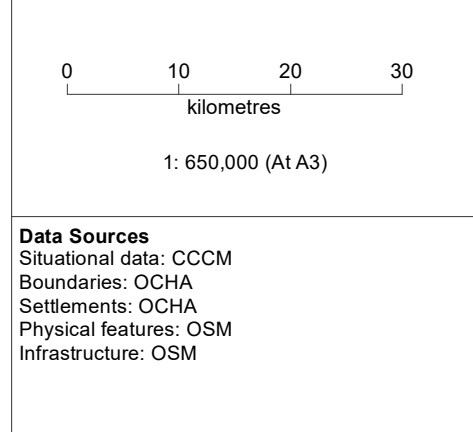 0 10 20 30
kilometres
1: 650,000 (At A3)
Data Sources
Situational data: CCCM
Boundaries: OCHA
Settlements: OCHA
Physical features: OSM
Infrastructure: OSM